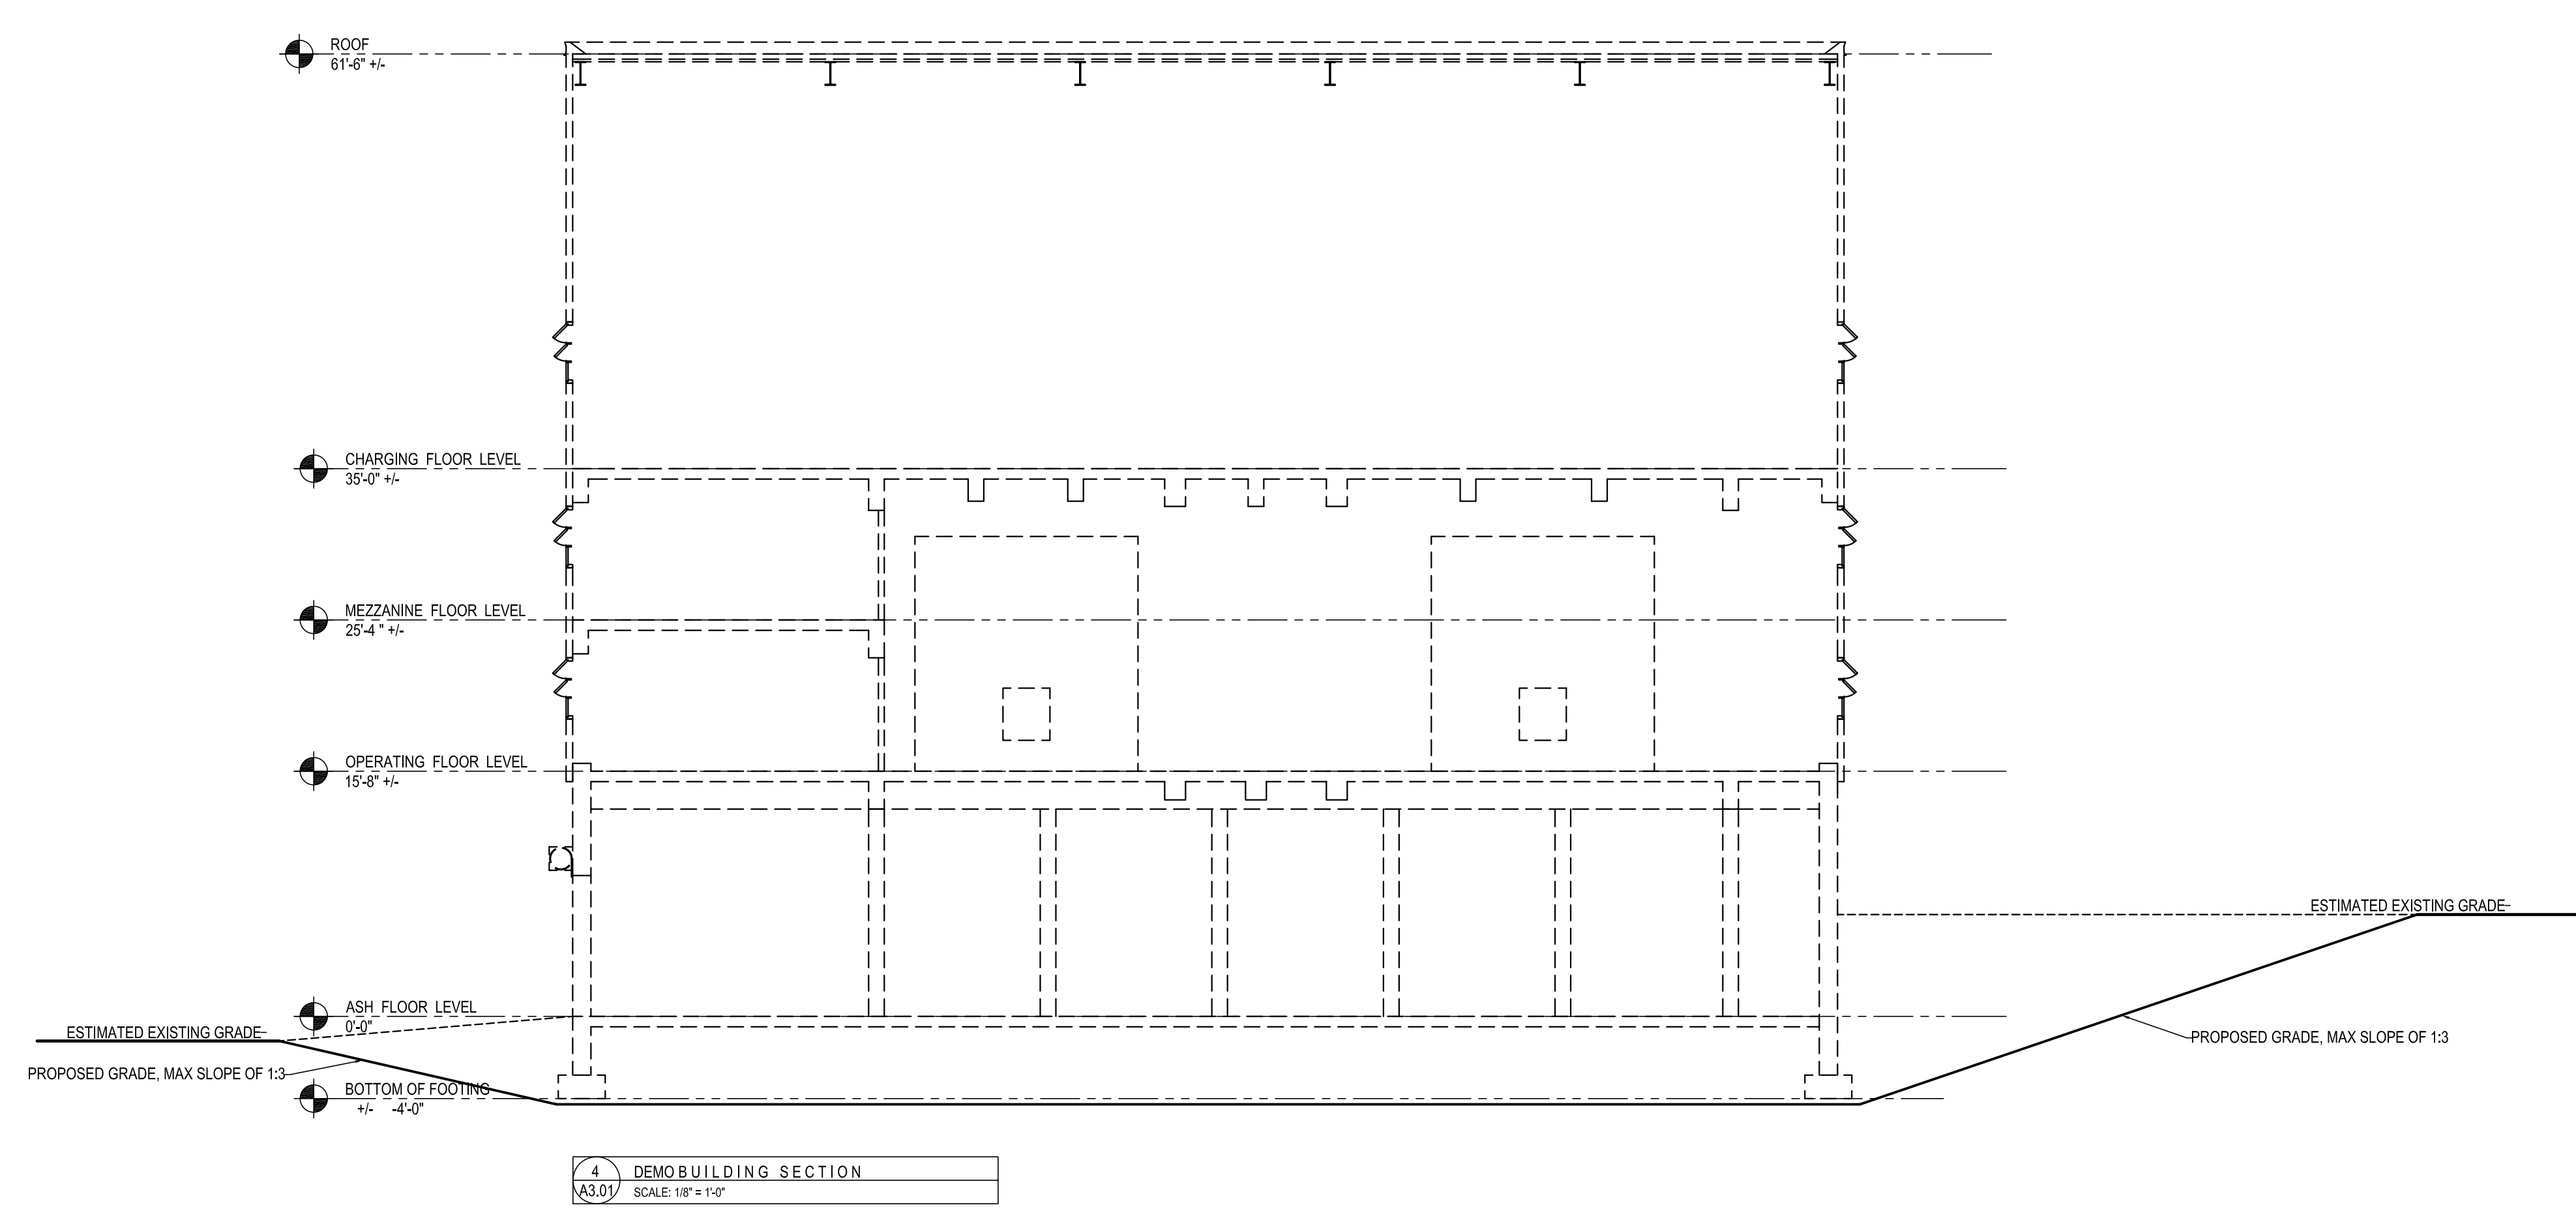 ROOF
61'-6" +/-
CHARGING FLOOR LEVEL
35'-0" +/-
MEZZANINE FLOOR LEVEL
25'-4 " +/-
OPERATING FLOOR LEVEL
15'-8" +/-
ESTIMATED EXISTING GRADE
ASH FLOOR LEVEL
0'-0"
ESTIMATED EXISTING GRADE
PROPOSED GRADE, MAX SLOPE OF 1:3
PROPOSED GRADE, MAX SLOPE OF 1:3
BOTTOM OF FOOTING
+/- -4'-0"
4
DEMO BUILDING SECTION
A3.01
SCALE: 1/8" = 1'-0"